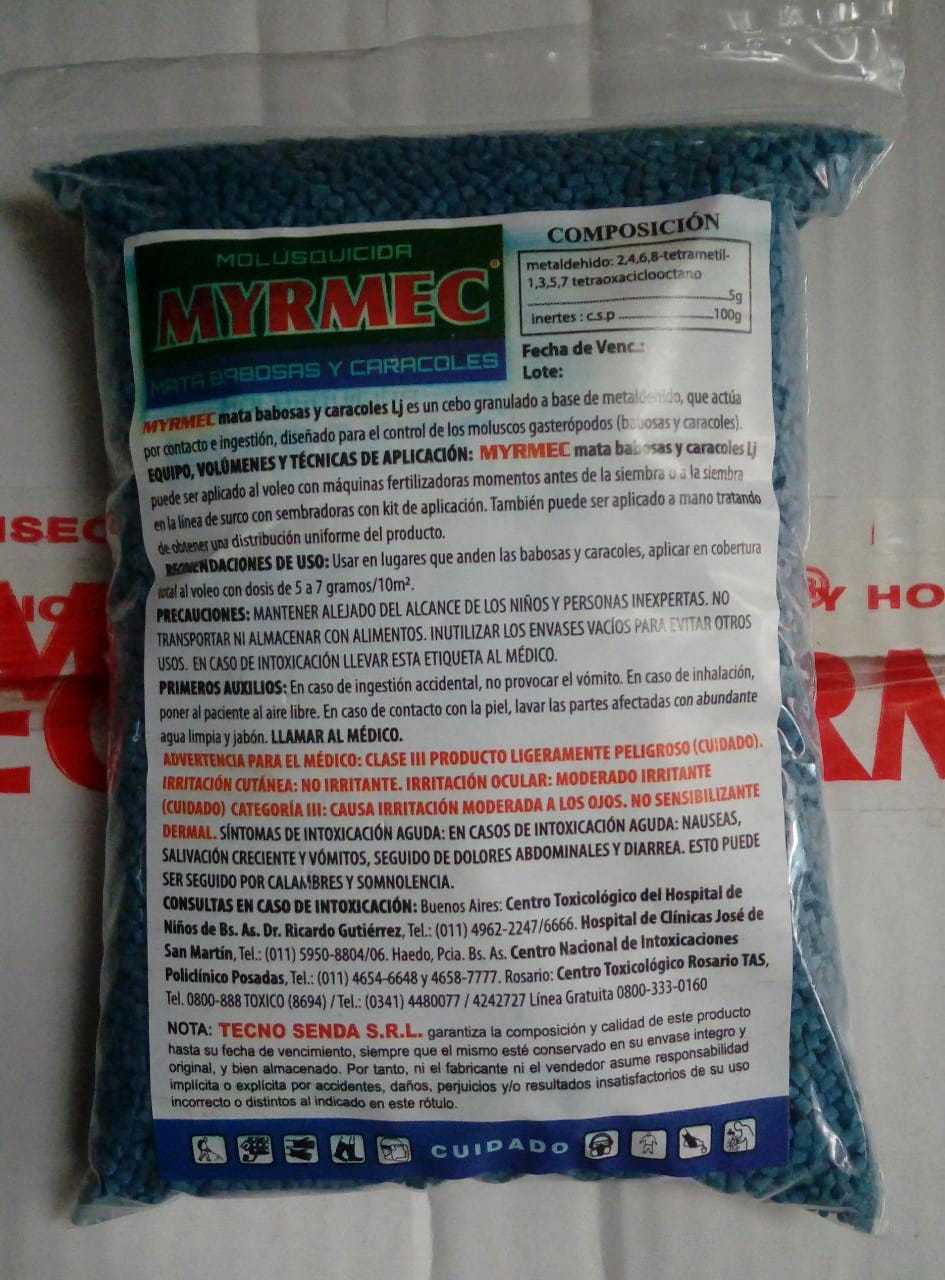 MOLUSQUICIDA
MYRMEC®
MATA BABOSAS Y CARACOLES
COMPOSICIÓN
metaldehido: 2,4,6,8-tetrametil-
1,3,5,7 tetraoxaciclooctano
5g
inertes : c.s.p 100g
Fecha de Venc.:
Lote:
MYRMEC mata babosas y caracoles Lj es un cebo granulado a base de metaldehido, que actúa
por contacto e ingestión, diseñado para el control de los moluscos gasterópodos (babosas y caracoles).
EQUIPO, VOLÚMENES Y TÉCNICAS DE APLICACIÓN: MYRMEC mata babosas y caracoles Lj
puede ser aplicado al voleo con máquinas fertilizadoras momentos antes de la siembra o a la siembra
en la línea de surco con sembradoras con kit de aplicación. También puede ser aplicado a mano tratando
de obtener una distribución uniforme del producto.
RECOMENDACIONES DE USO: Usar en lugares que anden las babosas y caracoles, aplicar en cobertura
total al voleo con dosis de 5 a 7 gramos/10m².
PRECAUCIONES: MANTENER ALEJADO DEL ALCANCE DE LOS NIÑOS Y PERSONAS INEXPERTAS. NO
TRANSPORTAR NI ALMACENAR CON ALIMENTOS. INUTILIZAR LOS ENVASES VACÍOS PARA EVITAR OTROS
USOS. EN CASO DE INTOXICACIÓN LLEVAR ESTA ETIQUETA AL MÉDICO.
PRIMEROS AUXILIOS: En caso de ingestión accidental, no provocar el vómito. En caso de inhalación,
poner al paciente al aire libre. En caso de contacto con la piel, lavar las partes afectadas con abundante
agua limpia y jabón. LLAMAR AL MÉDICO.
ADVERTENCIA PARA EL MÉDICO: CLASE III PRODUCTO LIGERAMENTE PELIGROSO (CUIDADO).
IRRITACIÓN CUTÁNEA: NO IRRITANTE. IRRITACIÓN OCULAR: MODERADO IRRITANTE
(CUIDADO) CATEGORÍA III: CAUSA IRRITACIÓN MODERADA A LOS OJOS. NO SENSIBILIZANTE
DERMAL. SÍNTOMAS DE INTOXICACIÓN AGUDA: EN CASOS DE INTOXICACIÓN AGUDA: NAUSEAS,
SALIVACIÓN CRECIENTE Y VÓMITOS, SEGUIDO DE DOLORES ABDOMINALES Y DIARREA. ESTO PUEDE
SER SEGUIDO POR CALAMBRES Y SOMNOLENCIA.
CONSULTAS EN CASO DE INTOXICACIÓN: Buenos Aires: Centro Toxicológico del Hospital de
Niños de Bs. As. Dr. Ricardo Gutiérrez, Tel.: (011) 4962-2247/6666. Hospital de Clínicas José de
San Martín, Tel.: (011) 5950-8804/06. Haedo, Pcia. Bs. As. Centro Nacional de Intoxicaciones
Policlínico Posadas, Tel.: (011) 4654-6648 y 4658-7777. Rosario: Centro Toxicológico Rosario TAS,
Tel. 0800-888 TOXICO (8694) / Tel.: (0341) 4480077 / 4242727 Línea Gratuita 0800-333-0160
NOTA: TECNO SENDA S.R.L. garantiza la composición y calidad de este producto
hasta su fecha de vencimiento, siempre que el mismo esté conservado en su envase integro y
original, y bien almacenado. Por tanto, ni el fabricante ni el vendedor asume responsabilidad
implícita o explícita por accidentes, daños, perjuicios y/o resultados insatisfactorios de su uso
incorrecto o distintos al indicado en este rótulo.
CUIDADO
Y HO